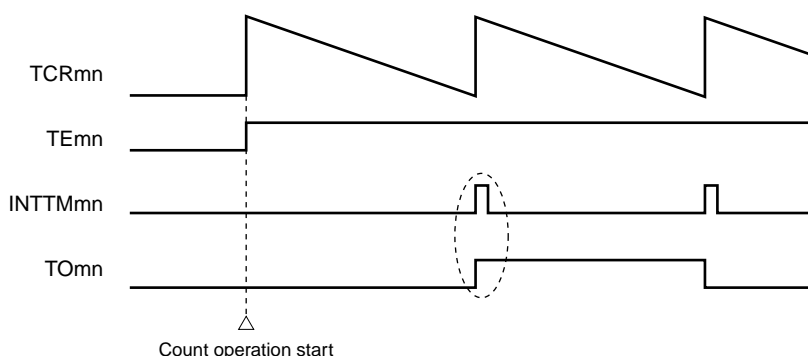 TCRmn
TEmn
INTTMmn
TOmn
Count operation start